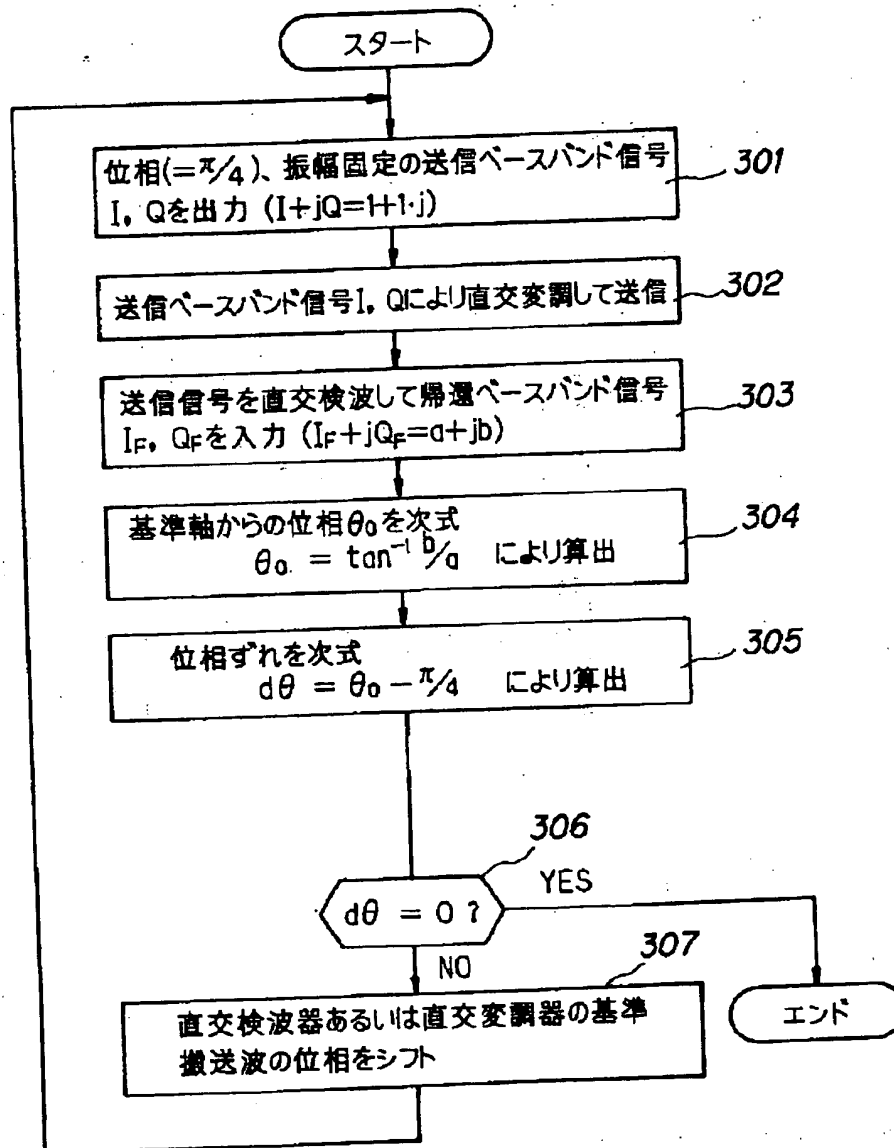 スタート
位相(=π/4)、振幅固定の送信ベースバンド信号
I, Qを出力 (I+jQ=1+1·j)
301
送信ベースバンド信号I, Qにより直交変調して送信
302
送信信号を直交検波して帰還ベースバンド信号
I_F, Q_Fを入力 (I_F+jQ_F=a+jb)
303
基準軸からの位相θ₀を次式
θ₀ = tan⁻¹ b/a により算出
304
位相ずれを次式
dθ = θ₀ − π/4 により算出
305
306
dθ = 0 ?
YES
NO
307
直交検波器あるいは直交変調器の基準
搬送波の位相をシフト
エンド